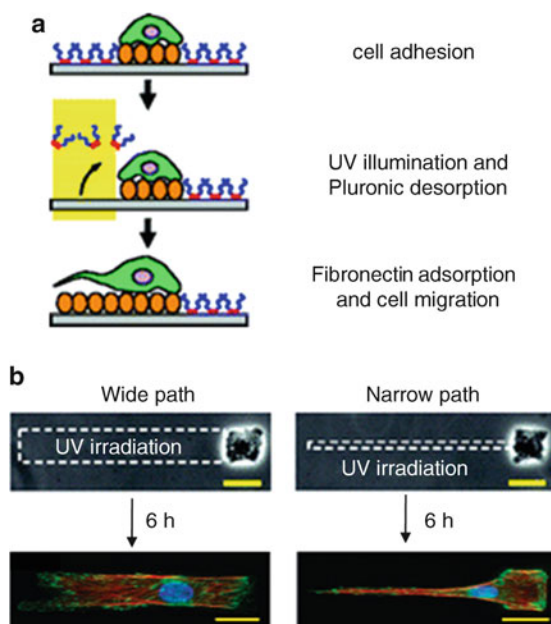 a
cell adhesion
UV illumination and
Pluronic desorption
Fibronectin adsorption
and cell migration
b
Wide path
Narrow path
UV irradiation
UV irradiation
6 h
6 h